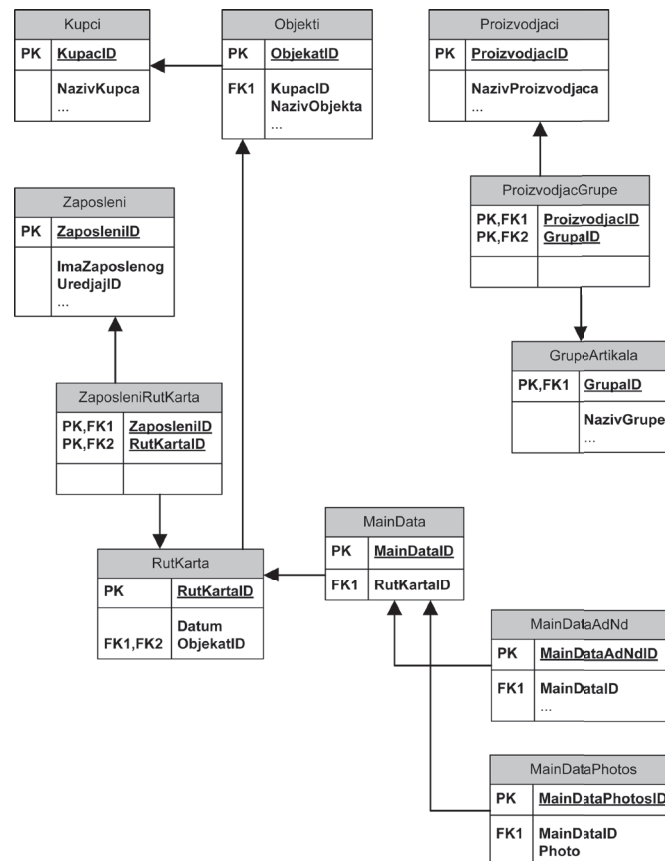 Kupci
PK KupacID
NazivKupca
...
Objekti
PK ObjekatID
FK1 KupacID
NazivObjekta
...
Proizvodjaci
PK ProizvodjaciID
NazivProizvodjaca
...
Zaposleni
PK ZaposleniID
ImaZaposlenog
UredjajID
...
ProizvodjacGrupe
PK,FK1 ProizvodjacID
PK,FK2 GrupaID
GrupeArtikala
PK,FK1 GrupaID
NazivGrupe
...
ZaposleniRutKarta
PK,FK1 ZaposleniID
PK,FK2 RutKartaID
MainData
PK MainDataID
FK1 RutKartaID
RutKarta
PK RutKartaID
Datum
FK1,FK2 ObjekatID
MainDataAdNd
PK MainDataAdNdID
FK1 MainDataID
...
MainDataPhotos
PK MainDataPhotosID
FK1 MainDataID
Photo